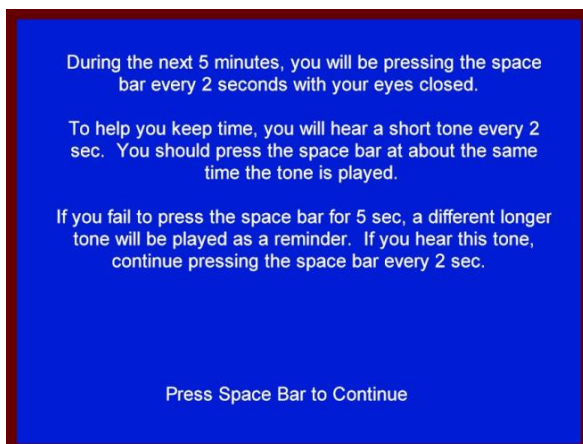 During the next 5 minutes, you will be pressing the space
bar every 2 seconds with your eyes closed.
To help you keep time, you will hear a short tone every 2
sec.  You should press the space bar at about the same
time the tone is played.
If you fail to press the space bar for 5 sec, a different longer
tone will be played as a reminder.  If you hear this tone,
continue pressing the space bar every 2 sec.
Press Space Bar to Continue